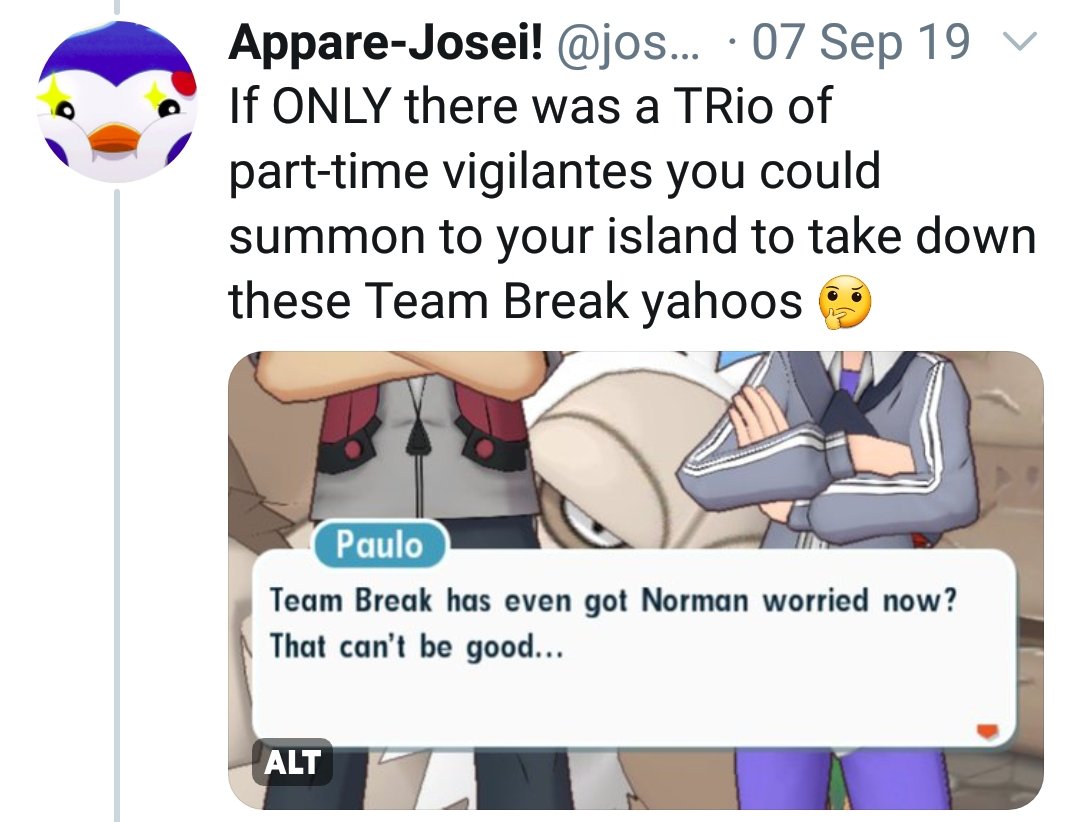 Appare-Josei! @jos... · 07 Sep 19
If ONLY there was a TRio of
part-time vigilantes you could
summon to your island to take down
these Team Break yahoos 🤔
Paulo
Team Break has even got Norman worried now?
That can't be good...
ALT